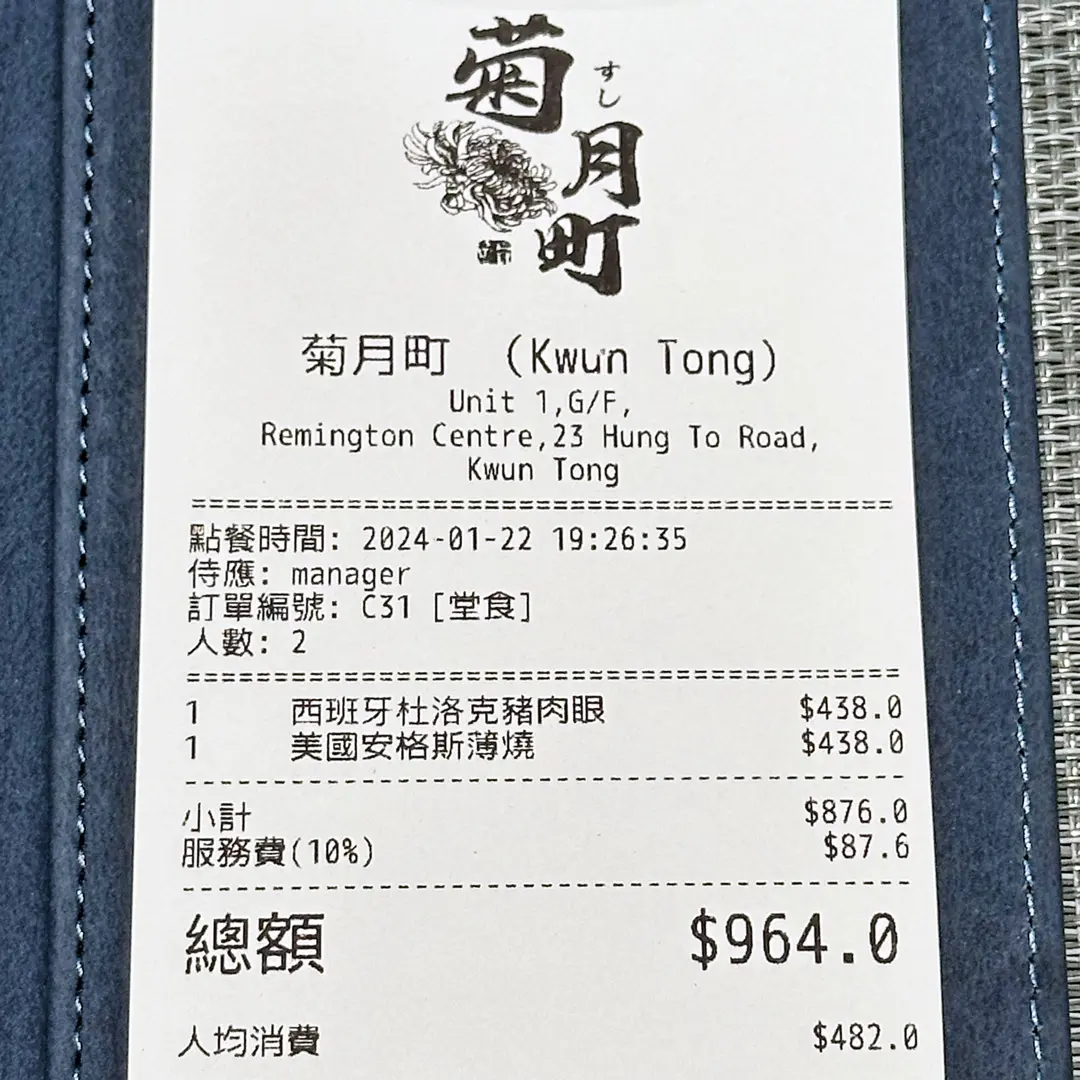 菊月町
すし
菊月町 (Kwun Tong)
Unit 1,G/F,
Remington Centre,23 Hung To Road,
Kwun Tong
點餐時間: 2024-01-22 19:26:35
侍應: manager
訂單編號: C31 [堂食]
人數: 2
1 西班牙杜洛克豬肉眼 $438.0
1 美國安格斯薄燒 $438.0
小計 $876.0
服務費(10%) $87.6
總額 $964.0
人均消費 $482.0